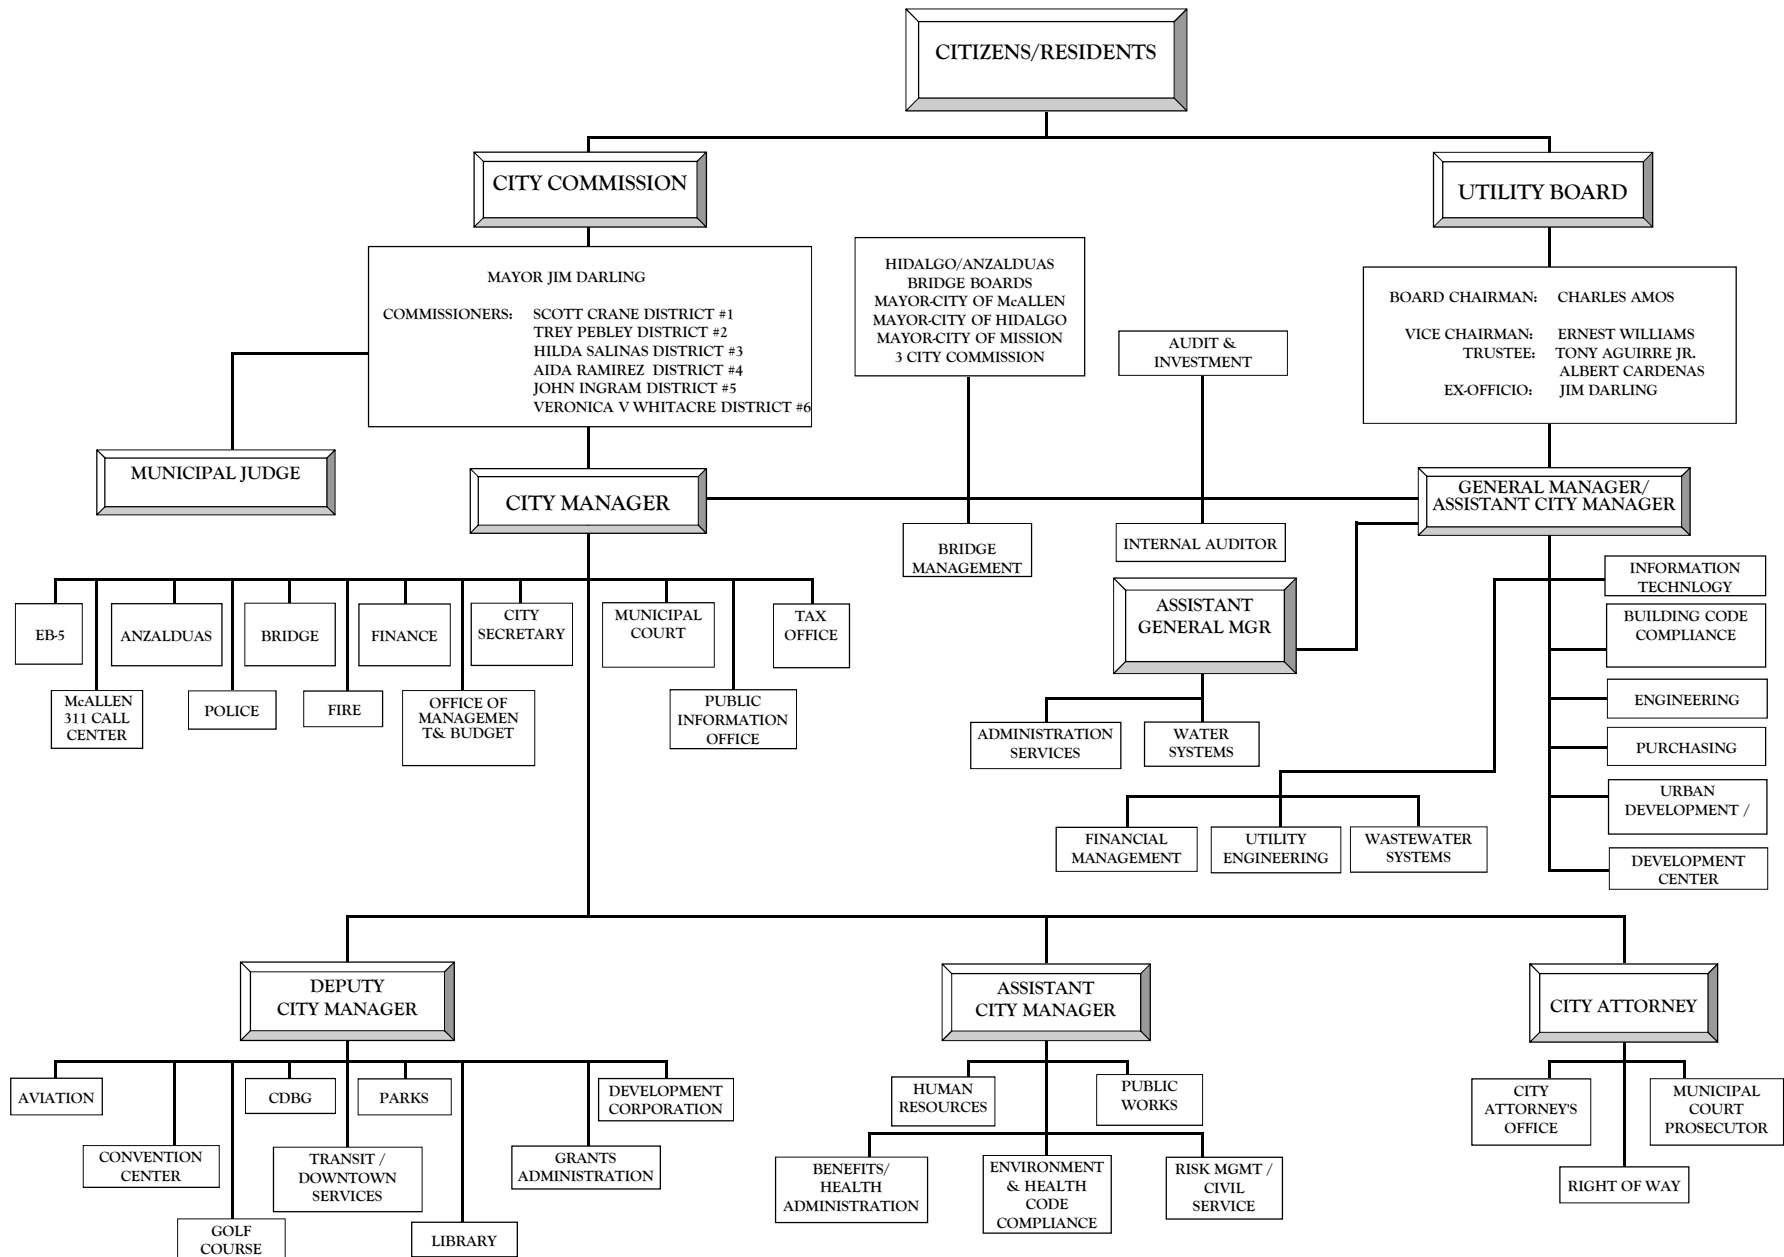 CITIZENS/RESIDENTS
CITY COMMISSION
UTILITY BOARD
MAYOR JIM DARLING
COMMISSIONERS: SCOTT CRANE DISTRICT #1
TREY PEBLEY DISTRICT #2
HILDA SALINAS DISTRICT #3
AIDA RAMIREZ DISTRICT #4
JOHN INGRAM DISTRICT #5
VERONICA V WHITACRE DISTRICT #6
HIDALGO/ANZALDUAS
BRIDGE BOARDS
MAYOR-CITY OF McALLEN
MAYOR-CITY OF HIDALGO
MAYOR-CITY OF MISSION
3 CITY COMMISSION
AUDIT &
INVESTMENT
BOARD CHAIRMAN: CHARLES AMOS
VICE CHAIRMAN: ERNEST WILLIAMS
TRUSTEE: TONY AGUIRRE JR.
ALBERT CARDENAS
EX-OFFICIO: JIM DARLING
MUNICIPAL JUDGE
CITY MANAGER
GENERAL MANAGER/
ASSISTANT CITY MANAGER
BRIDGE
MANAGEMENT
INTERNAL AUDITOR
EB-5
ANZALDUAS
BRIDGE
FINANCE
CITY
SECRETARY
MUNICIPAL
COURT
TAX
OFFICE
McALLEN
311 CALL
CENTER
POLICE
FIRE
OFFICE OF
MANAGEMEN
T& BUDGET
PUBLIC
INFORMATION
OFFICE
ASSISTANT
GENERAL MGR
ADMINISTRATION
SERVICES
WATER
SYSTEMS
INFORMATION
TECHNLOGY
BUILDING CODE
COMPLIANCE
ENGINEERING
PURCHASING
URBAN
DEVELOPMENT /
DEVELOPMENT
CENTER
FINANCIAL
MANAGEMENT
UTILITY
ENGINEERING
WASTEWATER
SYSTEMS
DEPUTY
CITY MANAGER
ASSISTANT
CITY MANAGER
CITY ATTORNEY
AVIATION
CDBG
PARKS
DEVELOPMENT
CORPORATION
CONVENTION
CENTER
TRANSIT /
DOWNTOWN
SERVICES
GRANTS
ADMINISTRATION
GOLF
COURSE
LIBRARY
HUMAN
RESOURCES
PUBLIC
WORKS
BENEFITS/
HEALTH
ADMINISTRATION
ENVIRONMENT
& HEALTH
CODE
COMPLIANCE
RISK MGMT /
CIVIL
SERVICE
CITY
ATTORNEY'S
OFFICE
MUNICIPAL
COURT
PROSECUTOR
RIGHT OF WAY